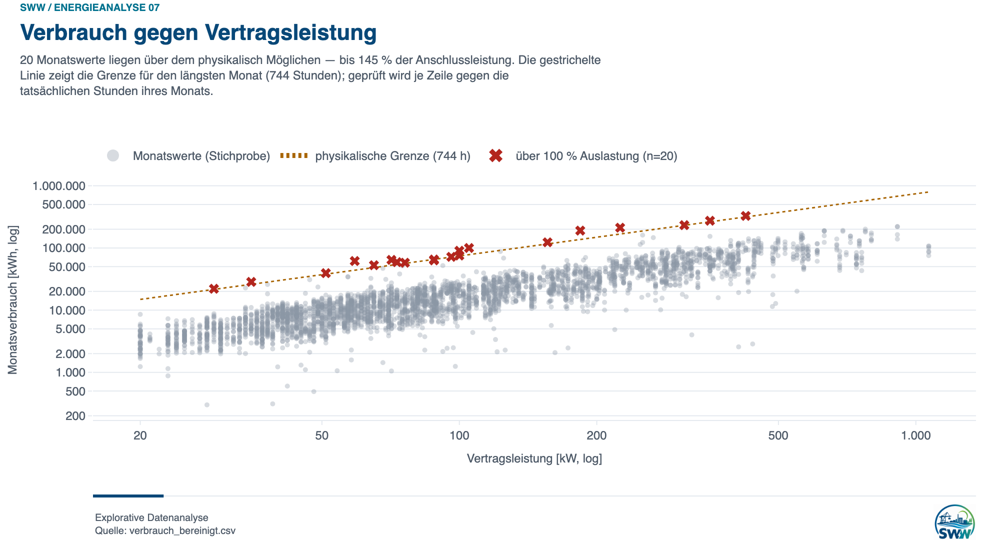 SWW / ENERGIEANALYSE 07
Verbrauch gegen Vertragsleistung
20 Monatswerte liegen über dem physikalisch Möglichen — bis 145 % der Anschlussleistung. Die gestrichelte
Linie zeigt die Grenze für den längsten Monat (744 Stunden); geprüft wird je Zeile gegen die
tatsächlichen Stunden ihres Monats.
Monatswerte (Stichprobe) physikalische Grenze (744 h) über 100 % Auslastung (n=20)
Monatsverbrauch [kWh, log]
1.000.000
500.000
200.000
100.000
50.000
20.000
10.000
5.000
2.000
1.000
500
200
20 50 100 200 500 1.000
Vertragsleistung [kW, log]
Explorative Datenanalyse
Quelle: verbrauch_bereinigt.csv
SWW